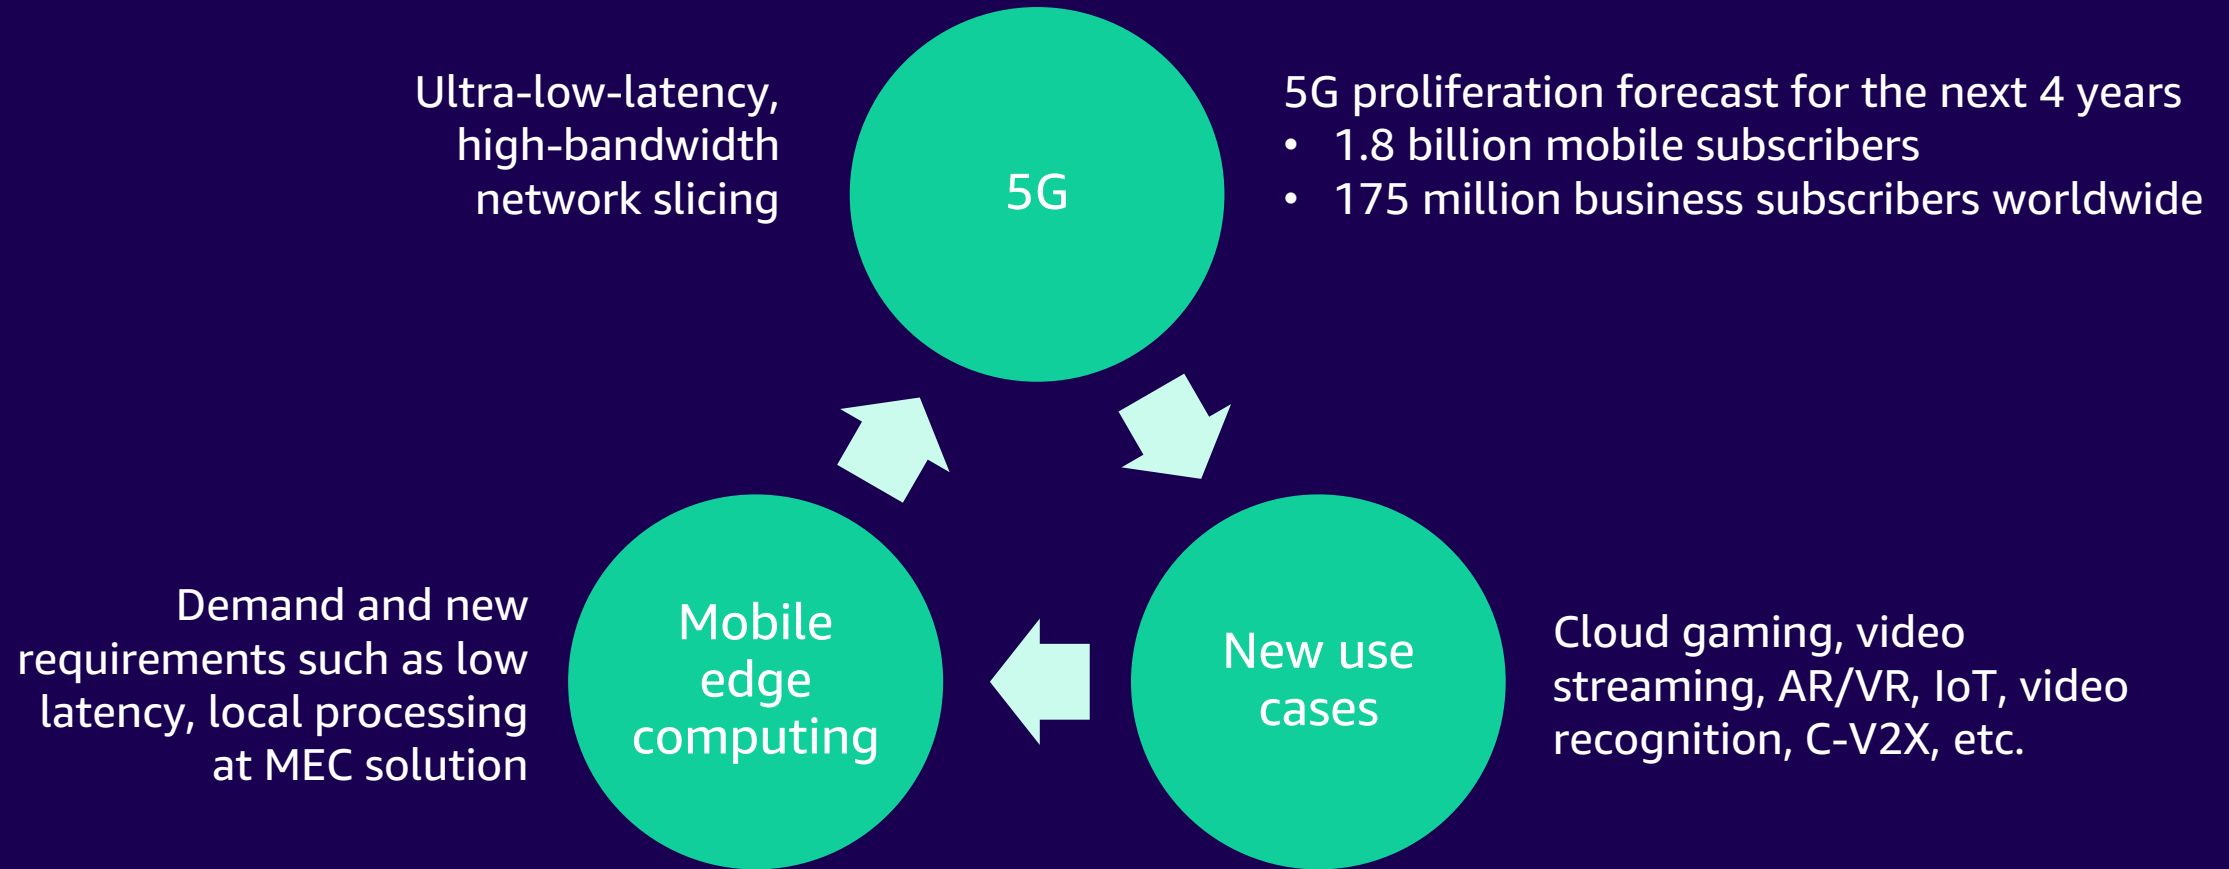 Ultra-low-latency,
high-bandwidth
network slicing
5G
5G proliferation forecast for the next 4 years
• 1.8 billion mobile subscribers
• 175 million business subscribers worldwide
Demand and new
requirements such as low
latency, local processing
at MEC solution
Mobile
edge
computing
New use
cases
Cloud gaming, video
streaming, AR/VR, IoT, video
recognition, C-V2X, etc.